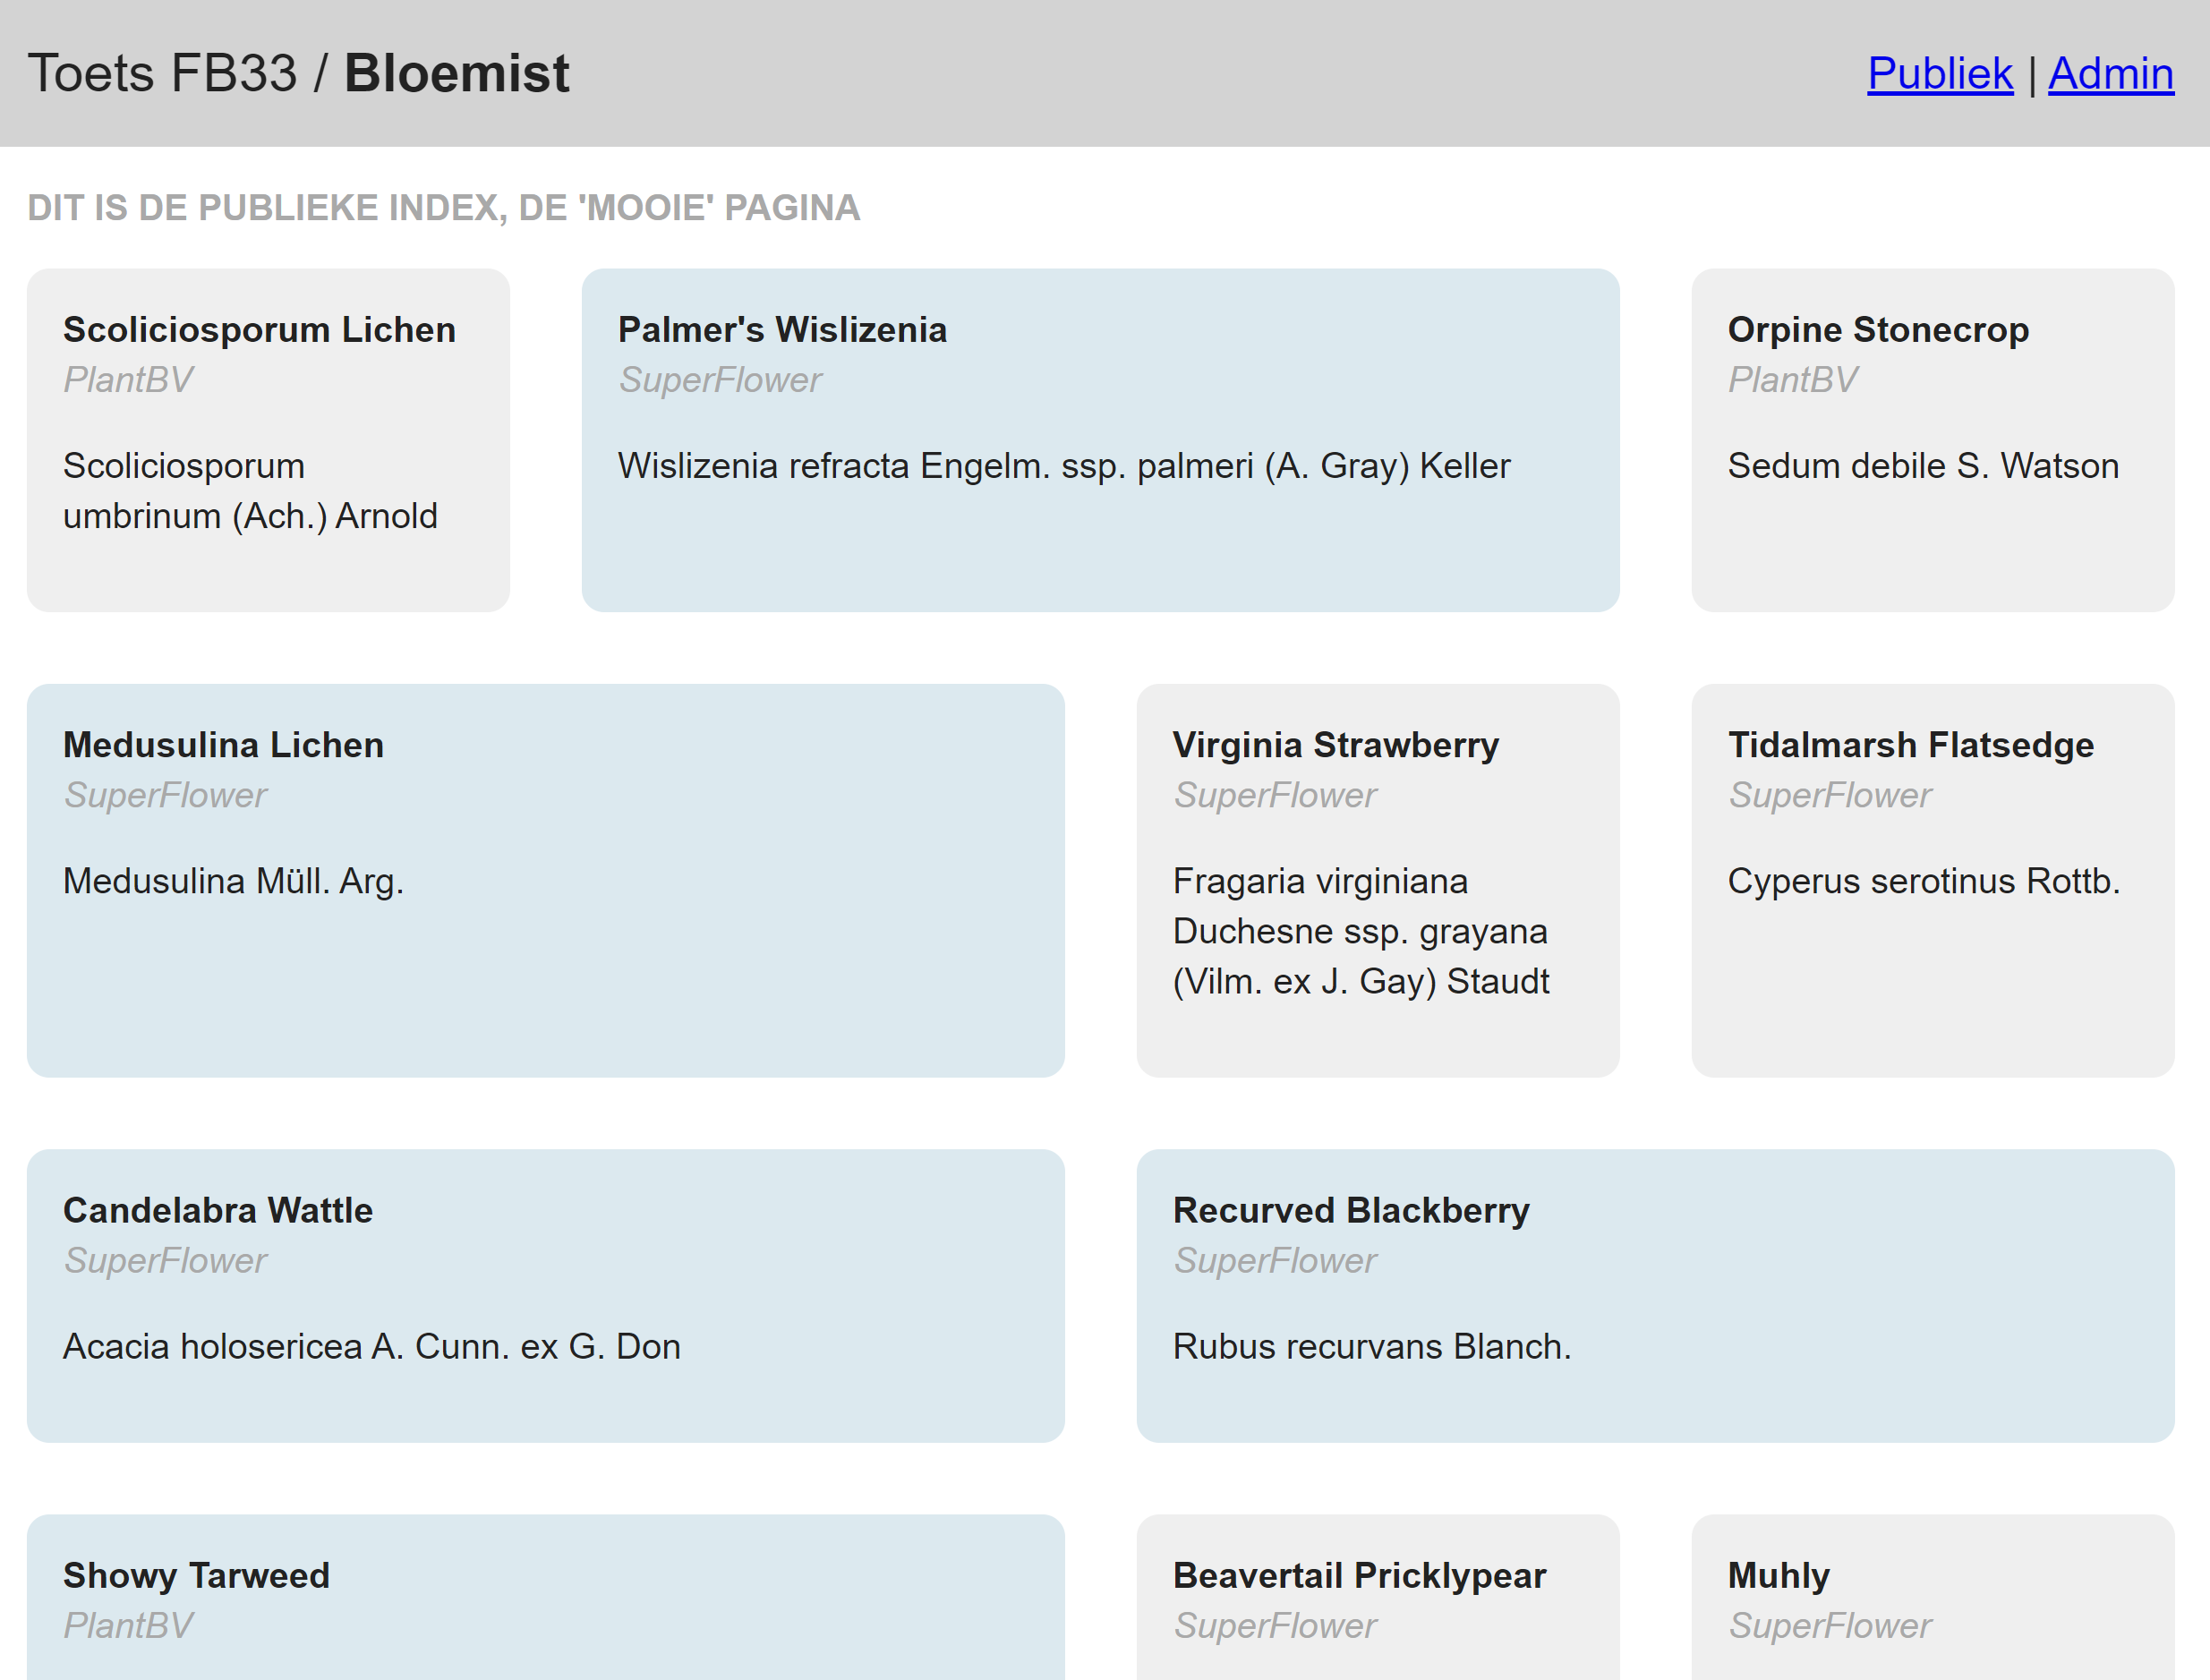 Toets FB33 / Bloemist
Publiek | Admin
DIT IS DE PUBLIEKE INDEX, DE 'MOOIE' PAGINA
Scoliciosporum Lichen
PlantBV
Scoliciosporum
umbrinum (Ach.) Arnold
Palmer's Wislizenia
SuperFlower
Wislizenia refracta Engelm. ssp. palmeri (A. Gray) Keller
Orpine Stonecrop
PlantBV
Sedum debile S. Watson
Medusulina Lichen
SuperFlower
Medusulina Müll. Arg.
Virginia Strawberry
SuperFlower
Fragaria virginiana
Duchesne ssp. grayana
(Vilm. ex J. Gay) Staudt
Tidalmarsh Flatsedge
SuperFlower
Cyperus serotinus Rottb.
Candelabra Wattle
SuperFlower
Acacia holosericea A. Cunn. ex G. Don
Recurved Blackberry
SuperFlower
Rubus recurvans Blanch.
Showy Tarweed
PlantBV
Beavertail Pricklypear
SuperFlower
Muhly
SuperFlower